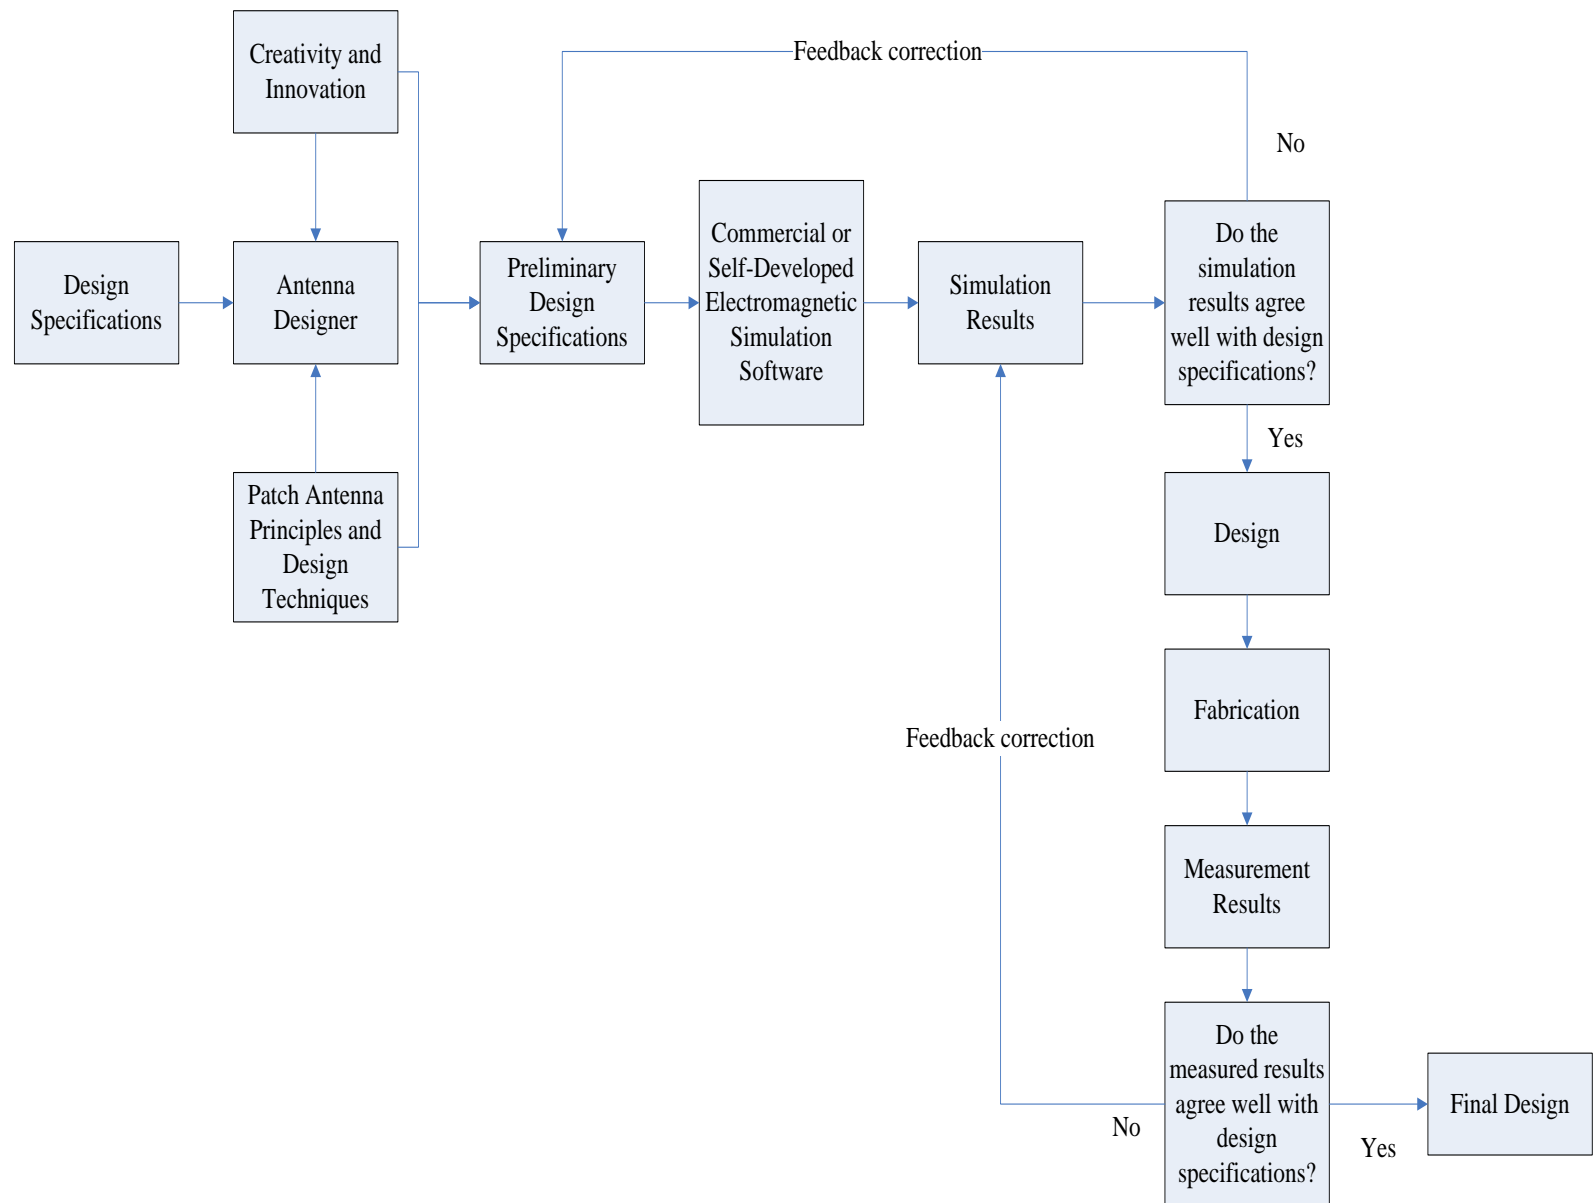 Creativity and
Innovation
Feedback correction
No
Design
Specifications
Antenna
Designer
Preliminary
Design
Specifications
Commercial or
Self-Developed
Electromagnetic
Simulation
Software
Simulation
Results
Do the
simulation
results agree
well with design
specifications?
Yes
Patch Antenna
Principles and
Design
Techniques
Design
Fabrication
Feedback correction
Measurement
Results
Do the
measured results
agree well with
design
specifications?
No
Yes
Final Design